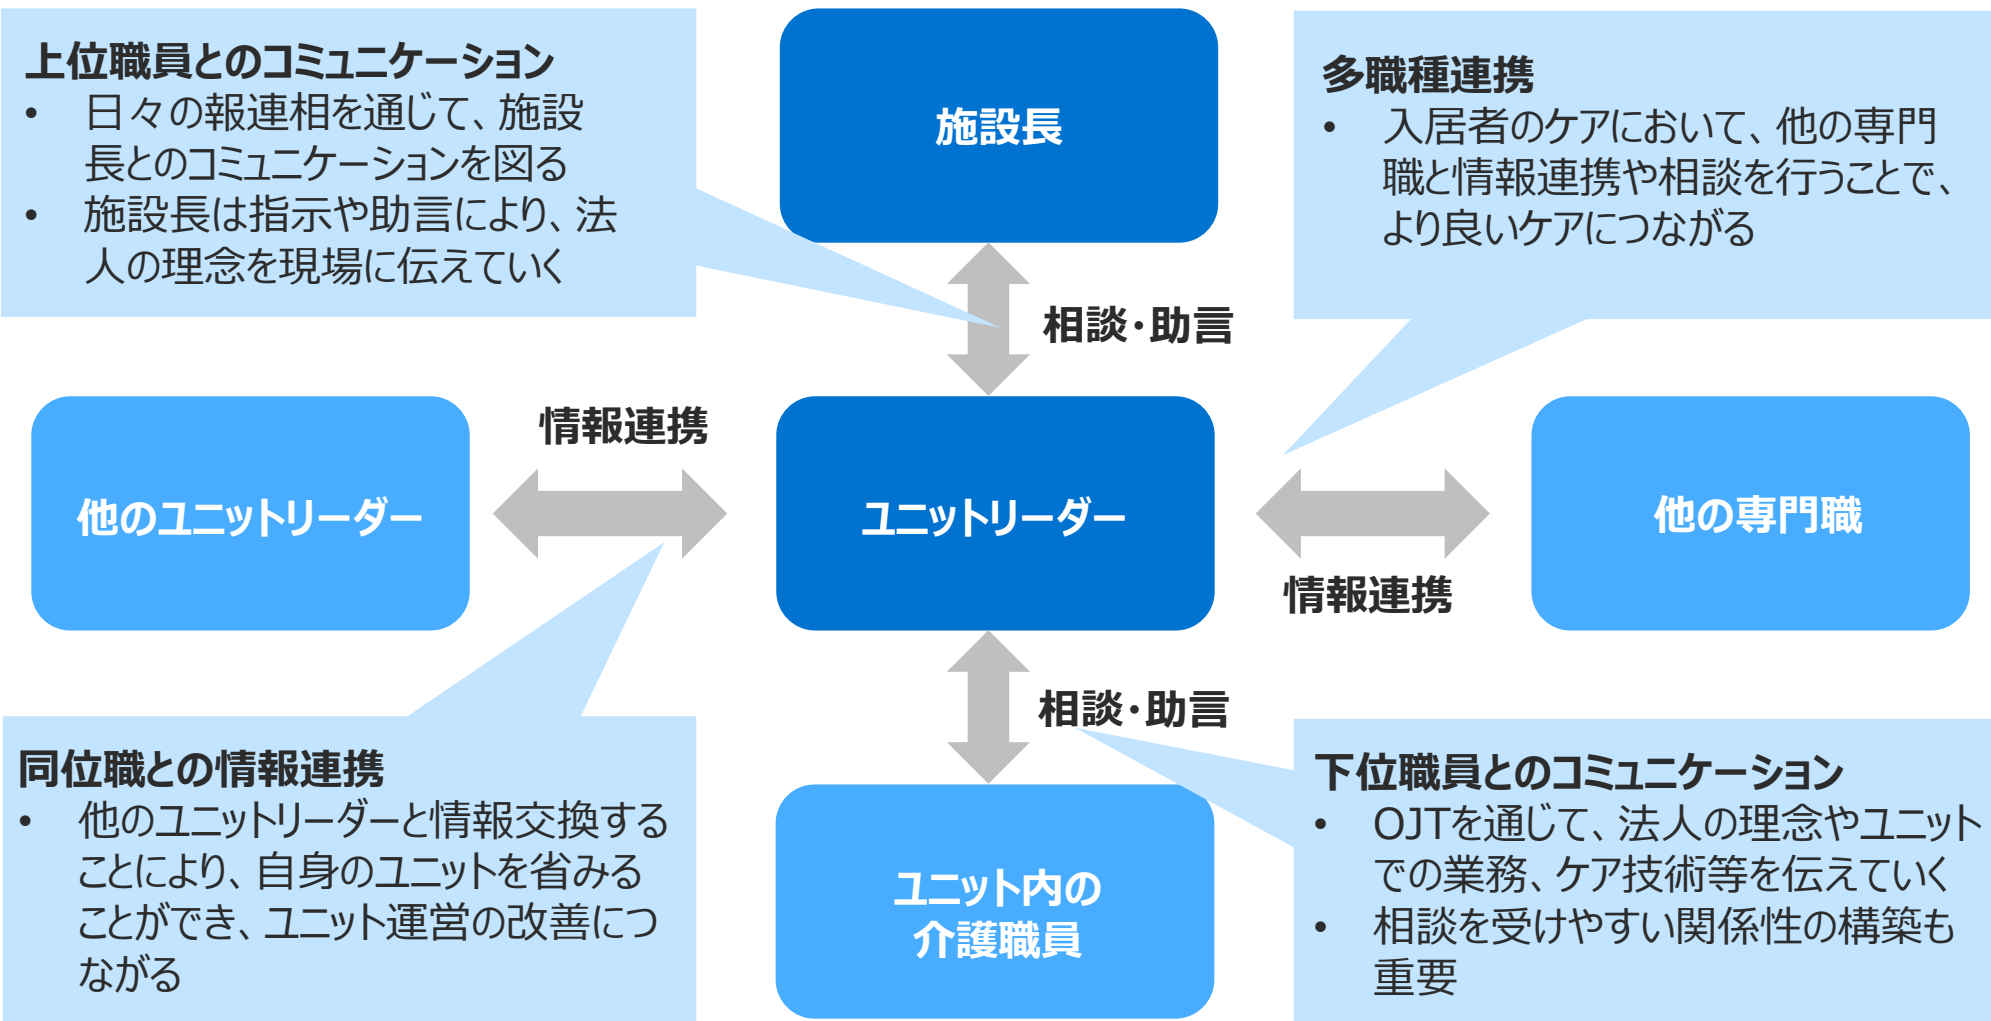 上位職員とのコミュニケーション
• 日々の報連相を通じて、施設
長とのコミュニケーションを図る
• 施設長は指示や助言により、法
人の理念を現場に伝えていく
施設長
多職種連携
• 入居者のケアにおいて、他の専門
職と情報連携や相談を行うことで、
より良いケアにつながる
相談・助言
他のユニットリーダー
情報連携
ユニットリーダー
情報連携
他の専門職
相談・助言
同位職との情報連携
• 他のユニットリーダーと情報交換する
ことにより、自身のユニットを省みる
ことができ、ユニット運営の改善につ
ながる
ユニット内の
介護職員
下位職員とのコミュニケーション
• OJTを通じて、法人の理念やユニット
での業務、ケア技術等を伝えていく
• 相談を受けやすい関係性の構築も
重要